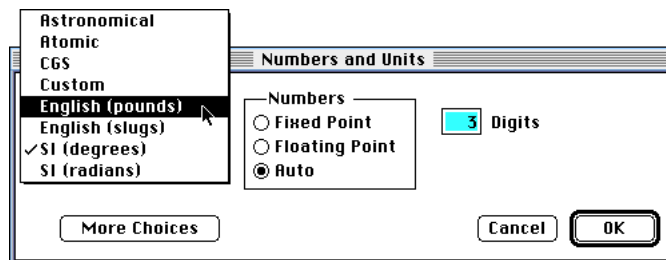 Astronomical
Atomic
CGS
Custom
English (pounds)
English (slugs)
SI (degrees)
SI (radians)
Numbers and Units
Numbers
Fixed Point
Floating Point
Auto
3 Digits
More Choices
Cancel
OK